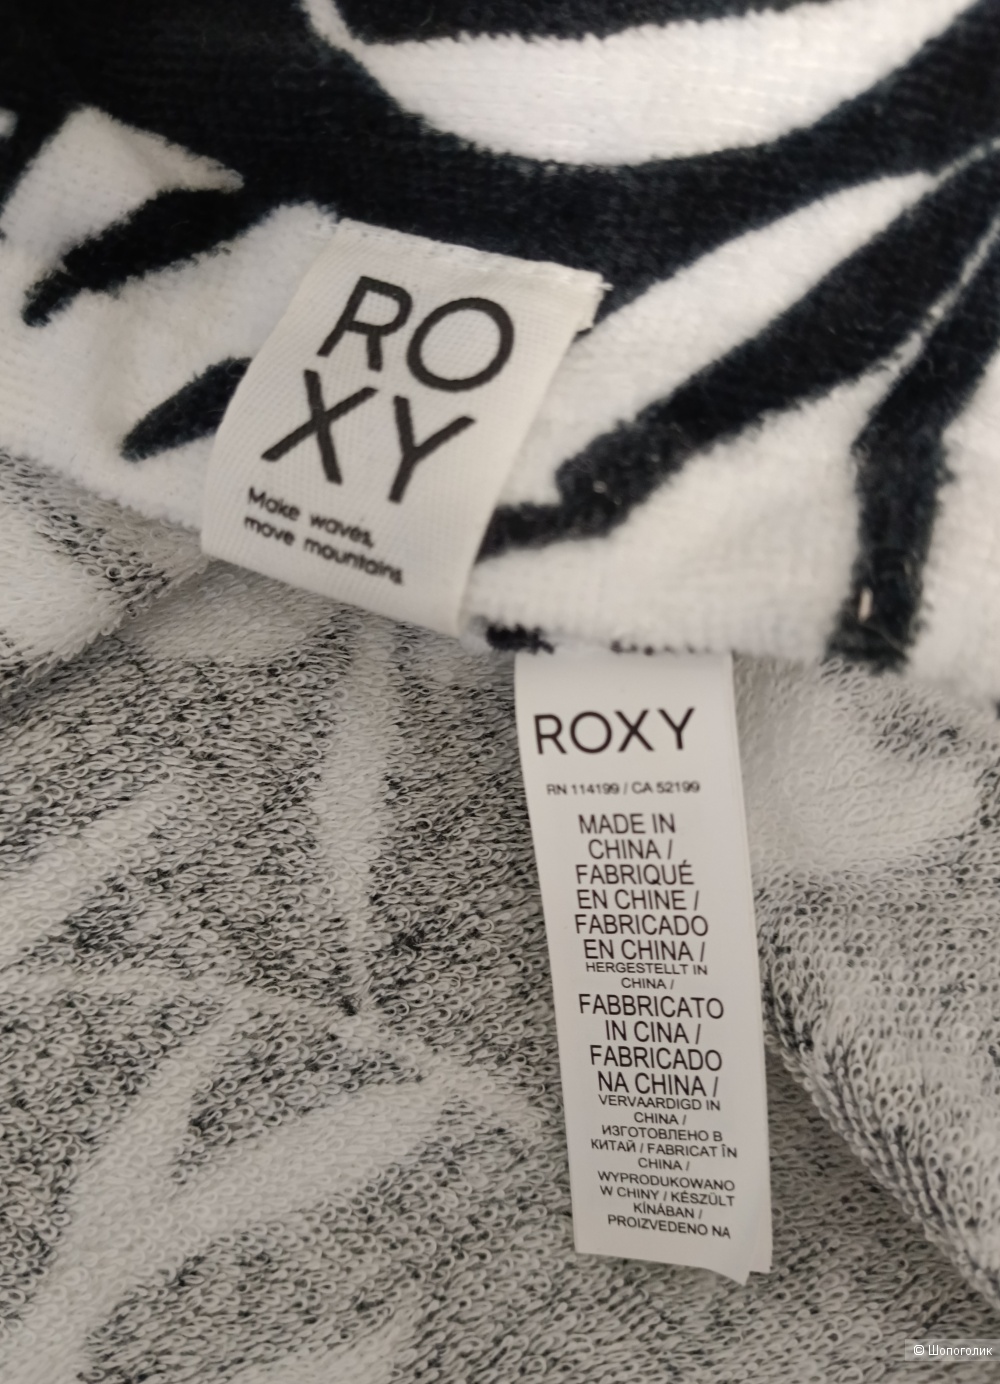 RO
XY
Make waves,
move mountains
ROXY
RN 114199 / CA 52199
MADE IN
CHINA /
FABRIQUÉ
EN CHINE /
FABRICADO
EN CHINA /
HERGESTELLT IN
CHINA /
FABBRICATO
IN CINA /
FABRICADO
NA CHINA /
VERVAARDIGD IN
CHINA /
ИЗГОТОВЛЕНО В
КИТАЙ / FABRICAT ÎN
CHINA /
WYPRODUKOWANO
W CHINY / KÉSZÜLT
KÍNÁBAN /
PROIZVEDENO NA
© Шопоголик